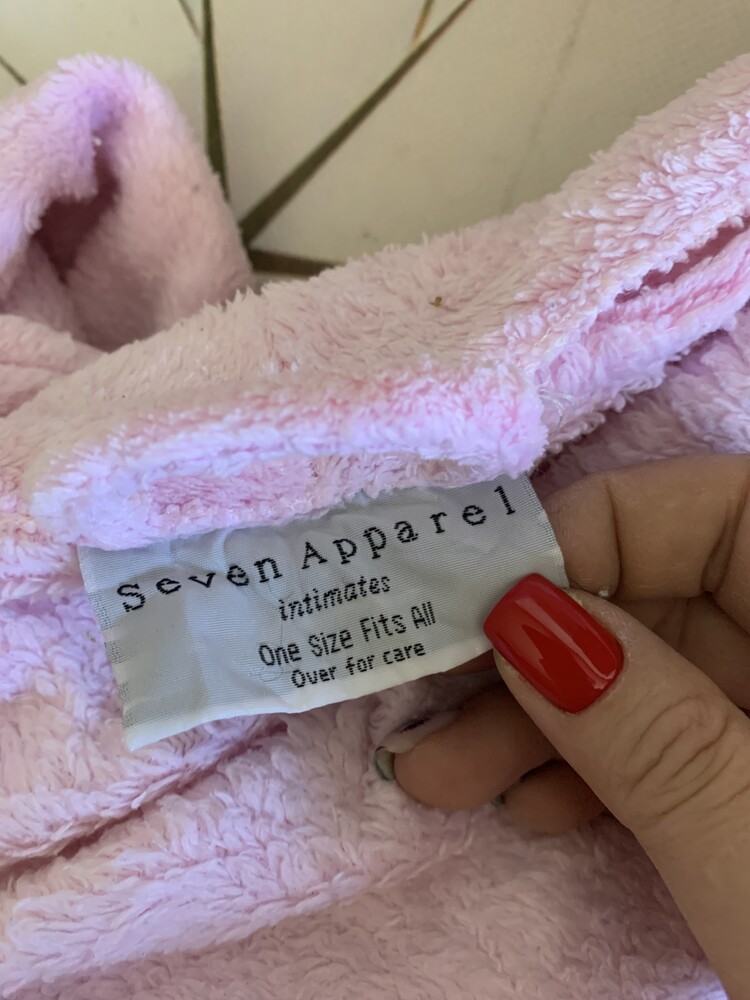 Seven Apparel
intimates
One Size Fits All
Over for care